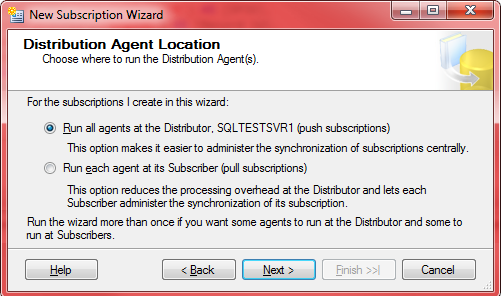 New Subscription Wizard
Distribution Agent Location
Choose where to run the Distribution Agent(s).
For the subscriptions I create in this wizard:
Run all agents at the Distributor, SQLTESTSVR1 (push subscriptions)
This option makes it easier to administer the synchronization of subscriptions centrally.
Run each agent at its Subscriber (pull subscriptions)
This option reduces the processing overhead at the Distributor and lets each
Subscriber administer the synchronization of its subscription.
Run the wizard more than once if you want some agents to run at the Distributor and some to
run at Subscribers.
Help < Back Next > Finish >>| Cancel